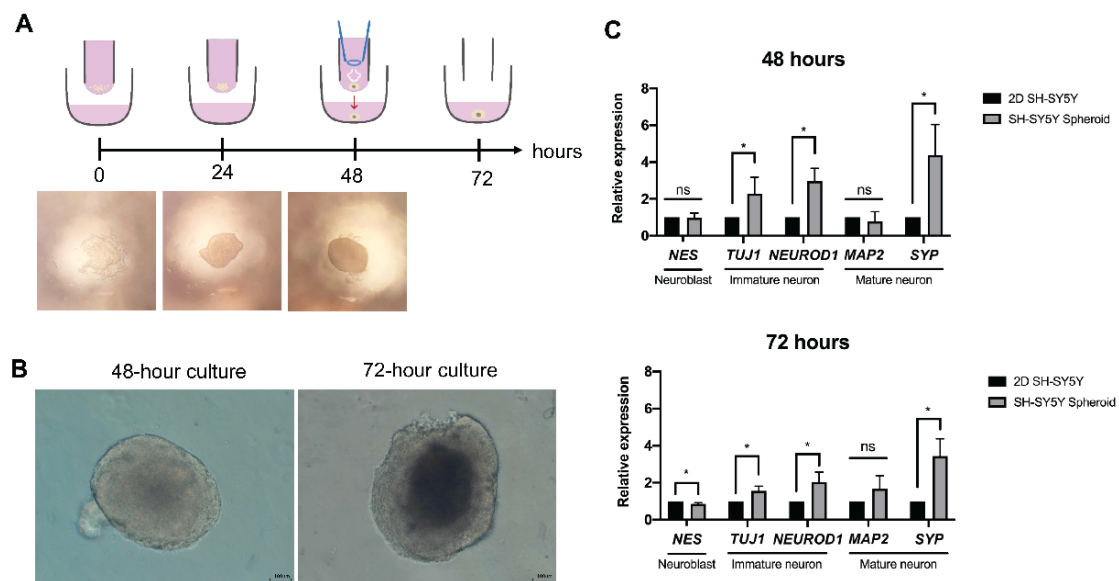 A
0
24
48
72
hours
B
48-hour culture
72-hour culture
100um
100um
C
48 hours
2D SH-SY5Y
SH-SY5Y Spheroid
Relative expression
8
6
4
2
0
ns
*
*
ns
*
NES
TUJ1
NEUROD1
MAP2
SYP
Neuroblast
Immature neuron
Mature neuron
72 hours
2D SH-SY5Y
SH-SY5Y Spheroid
Relative expression
8
6
4
2
0
*
*
*
ns
*
NES
TUJ1
NEUROD1
MAP2
SYP
Neuroblast
Immature neuron
Mature neuron